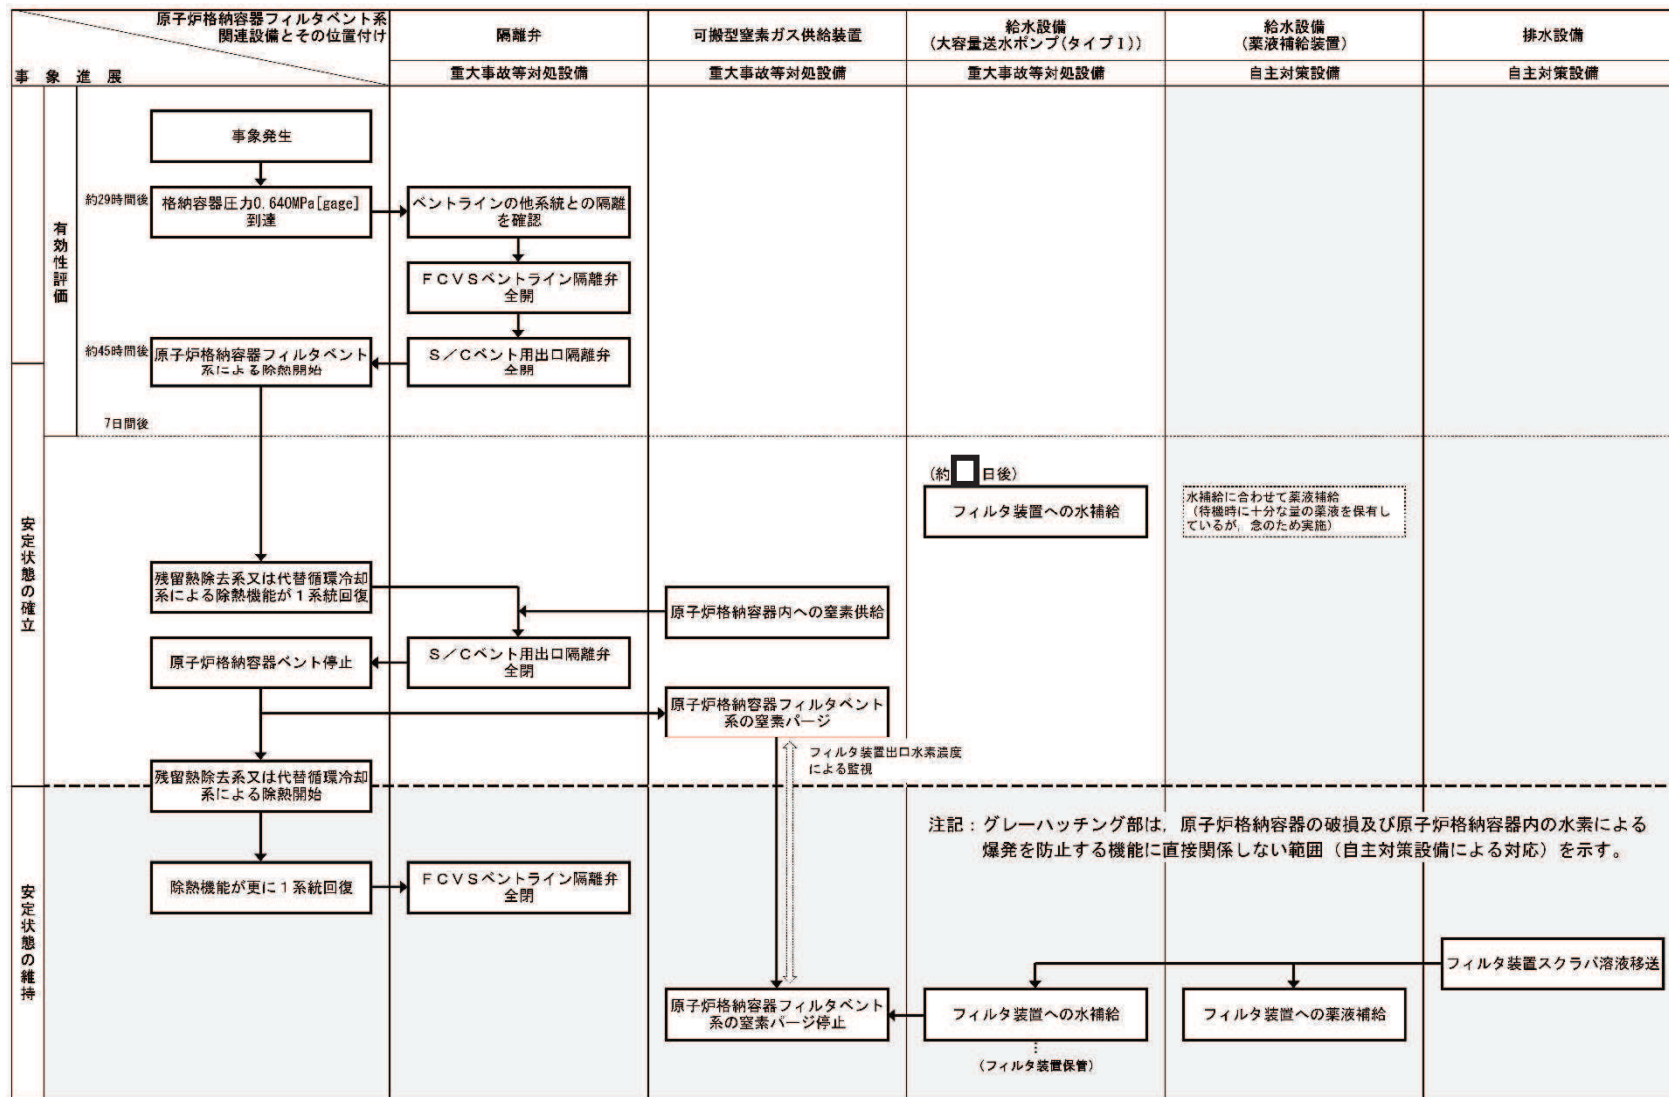 原子炉格納容器フィルタベント系
関連設備とその位置付け
事象進展
隔離弁
可搬型窒素ガス供給装置
給水設備
(大容量送水ポンプ(タイプⅠ))
給水設備
(薬液補給装置)
排水設備
重大事故等対処設備
重大事故等対処設備
重大事故等対処設備
自主対策設備
自主対策設備
有効性評価
安定状態の確立
安定状態の維持
事象発生
約29時間後
格納容器圧力0.640MPa[gage]
到達
ベントラインの他系統との隔離
を確認
FCVSベントライン隔離弁
全開
約45時間後
原子炉格納容器フィルタベント
系による除熱開始
S/Cベント用出口隔離弁
全開
7日間後
(約 日後)
フィルタ装置への水補給
水補給に合わせて薬液補給
(待機時に十分な量の薬液を保有し
ているが,念のため実施)
残留熱除去系又は代替循環冷却
系による除熱機能が1系統回復
原子炉格納容器内への窒素供給
原子炉格納容器ベント停止
S/Cベント用出口隔離弁
全閉
原子炉格納容器フィルタベント
系の窒素パージ
フィルタ装置出口水素濃度
による監視
残留熱除去系又は代替循環冷却
系による除熱開始
注記:グレーハッチング部は,原子炉格納容器の破損及び原子炉格納容器内の水素による
爆発を防止する機能に直接関係しない範囲(自主対策設備による対応)を示す。
除熱機能が更に1系統回復
FCVSベントライン隔離弁
全閉
フィルタ装置スクラバ溶液移送
原子炉格納容器フィルタベント
系の窒素パージ停止
フィルタ装置への水補給
フィルタ装置への薬液補給
(フィルタ装置保管)